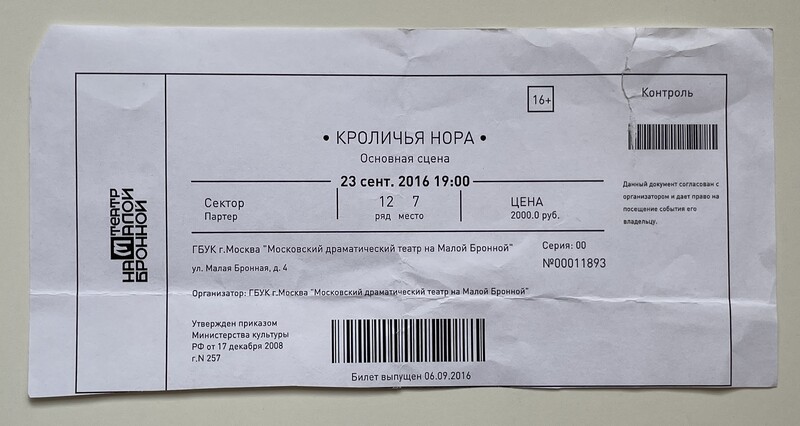 ТЕАТР
НА МАЛОЙ
БРОННОЙ
16+
Контроль
• КРОЛИЧЬЯ НОРА •
Основная сцена
23 сент. 2016 19:00
Сектор
Партер
12 7
ряд место
ЦЕНА
2000.0 руб.
Данный документ согласован с
организатором и дает право на
посещение события его
владельцу.
ГБУК г.Москва "Московский драматический театр на Малой Бронной"
ул. Малая Бронная, д. 4
Серия: 00
№00011893
Организатор: ГБУК г.Москва "Московский драматический театр на Малой Бронной"
Утвержден приказом
Министерства культуры
РФ от 17 декабря 2008
г.N 257
Билет выпущен 06.09.2016